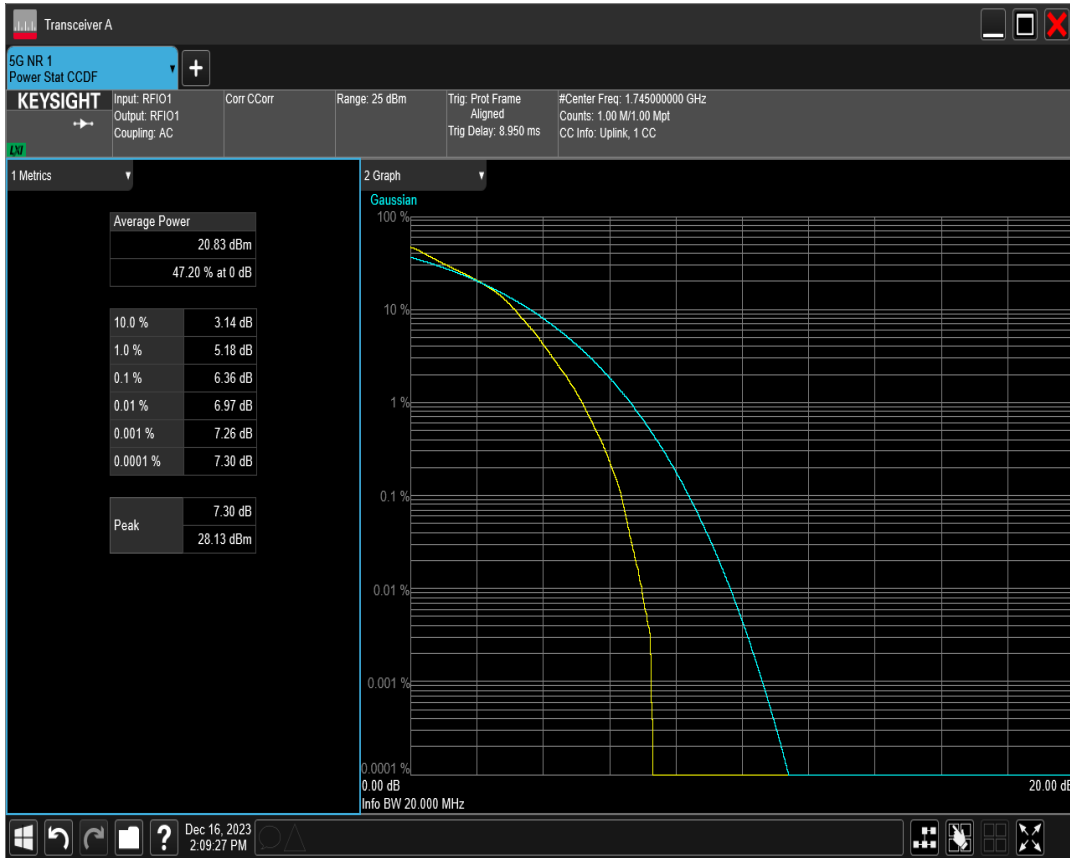 Transceiver A
5G NR 1
Power Stat CCDF
KEYSIGHT
LXI
Input: RFIO1
Output: RFIO1
Coupling: AC
Corr CCorr
Range: 25 dBm
Trig: Prot Frame
Aligned
Trig Delay: 8.950 ms
#Center Freq: 1.745000000 GHz
Counts: 1.00 M/1.00 Mpt
CC Info: Uplink, 1 CC
1 Metrics
Average Power
20.83 dBm
47.20 % at 0 dB
10.0 % 3.14 dB
1.0 % 5.18 dB
0.1 % 6.36 dB
0.01 % 6.97 dB
0.001 % 7.26 dB
0.0001 % 7.30 dB
Peak
7.30 dB
28.13 dBm
2 Graph
Gaussian
100 %
10 %
1 %
0.1 %
0.01 %
0.001 %
0.0001 %
0.00 dB 20.00 dB
Info BW 20.000 MHz
? Dec 16, 2023
2:09:27 PM